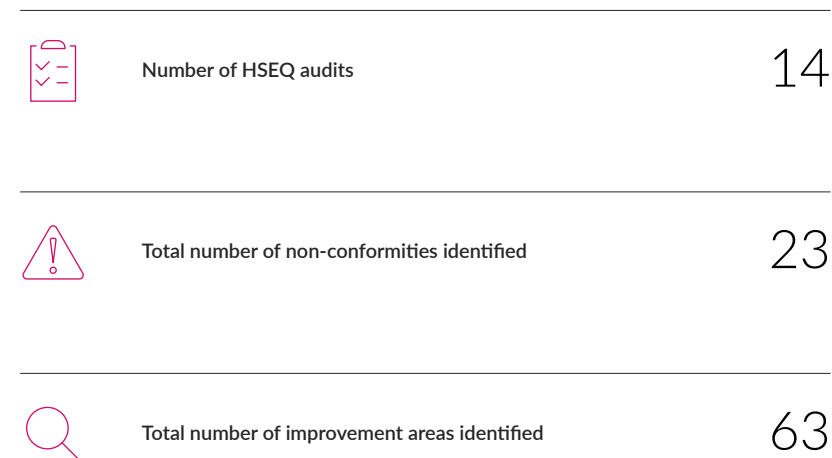 Number of HSEQ audits 14
Total number of non-conformities identified 23
Total number of improvement areas identified 63